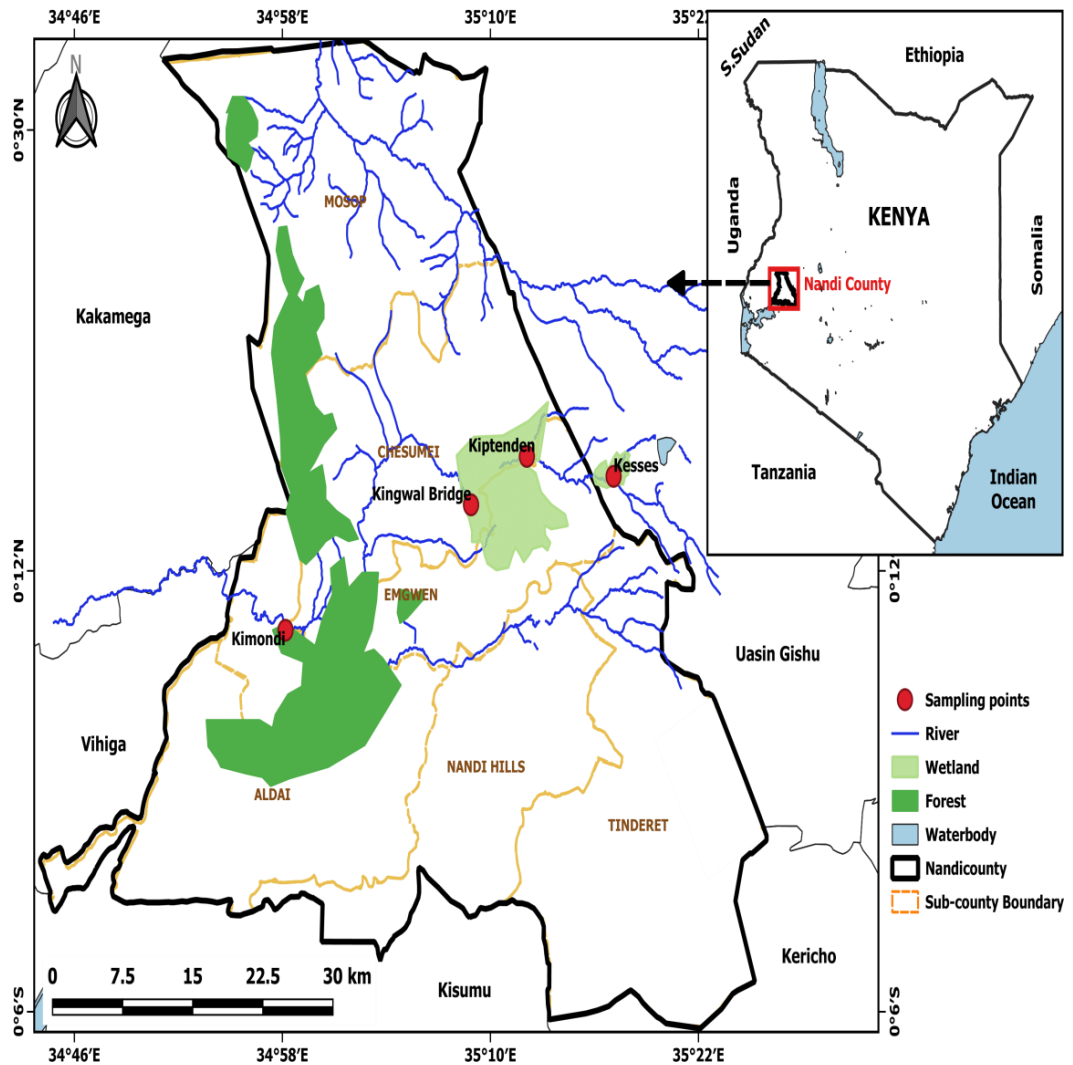 34°46'E 34°58'E 35°10'E 35°2
S.Sudan
Ethiopia
N
0°30'N
MOSOP
Uganda
KENYA
Somalia
Nandi County
Kakamega
Kiptenden
CHESUMEI
Kesses
Kingwal Bridge
Tanzania
Indian
Ocean
0°12'N
0°12
EMGWEN
Kimondi
Uasin Gishu
Sampling points
River
Vihiga
Wetland
NANDI HILLS
Forest
ALDAI
TINDERET
Waterbody
Nandicounty
Sub-county Boundary
Kericho
0 7.5 15 22.5 30 km
Kisumu
0°6'S
0°6'S
34°46'E 34°58'E 35°10'E 35°22'E